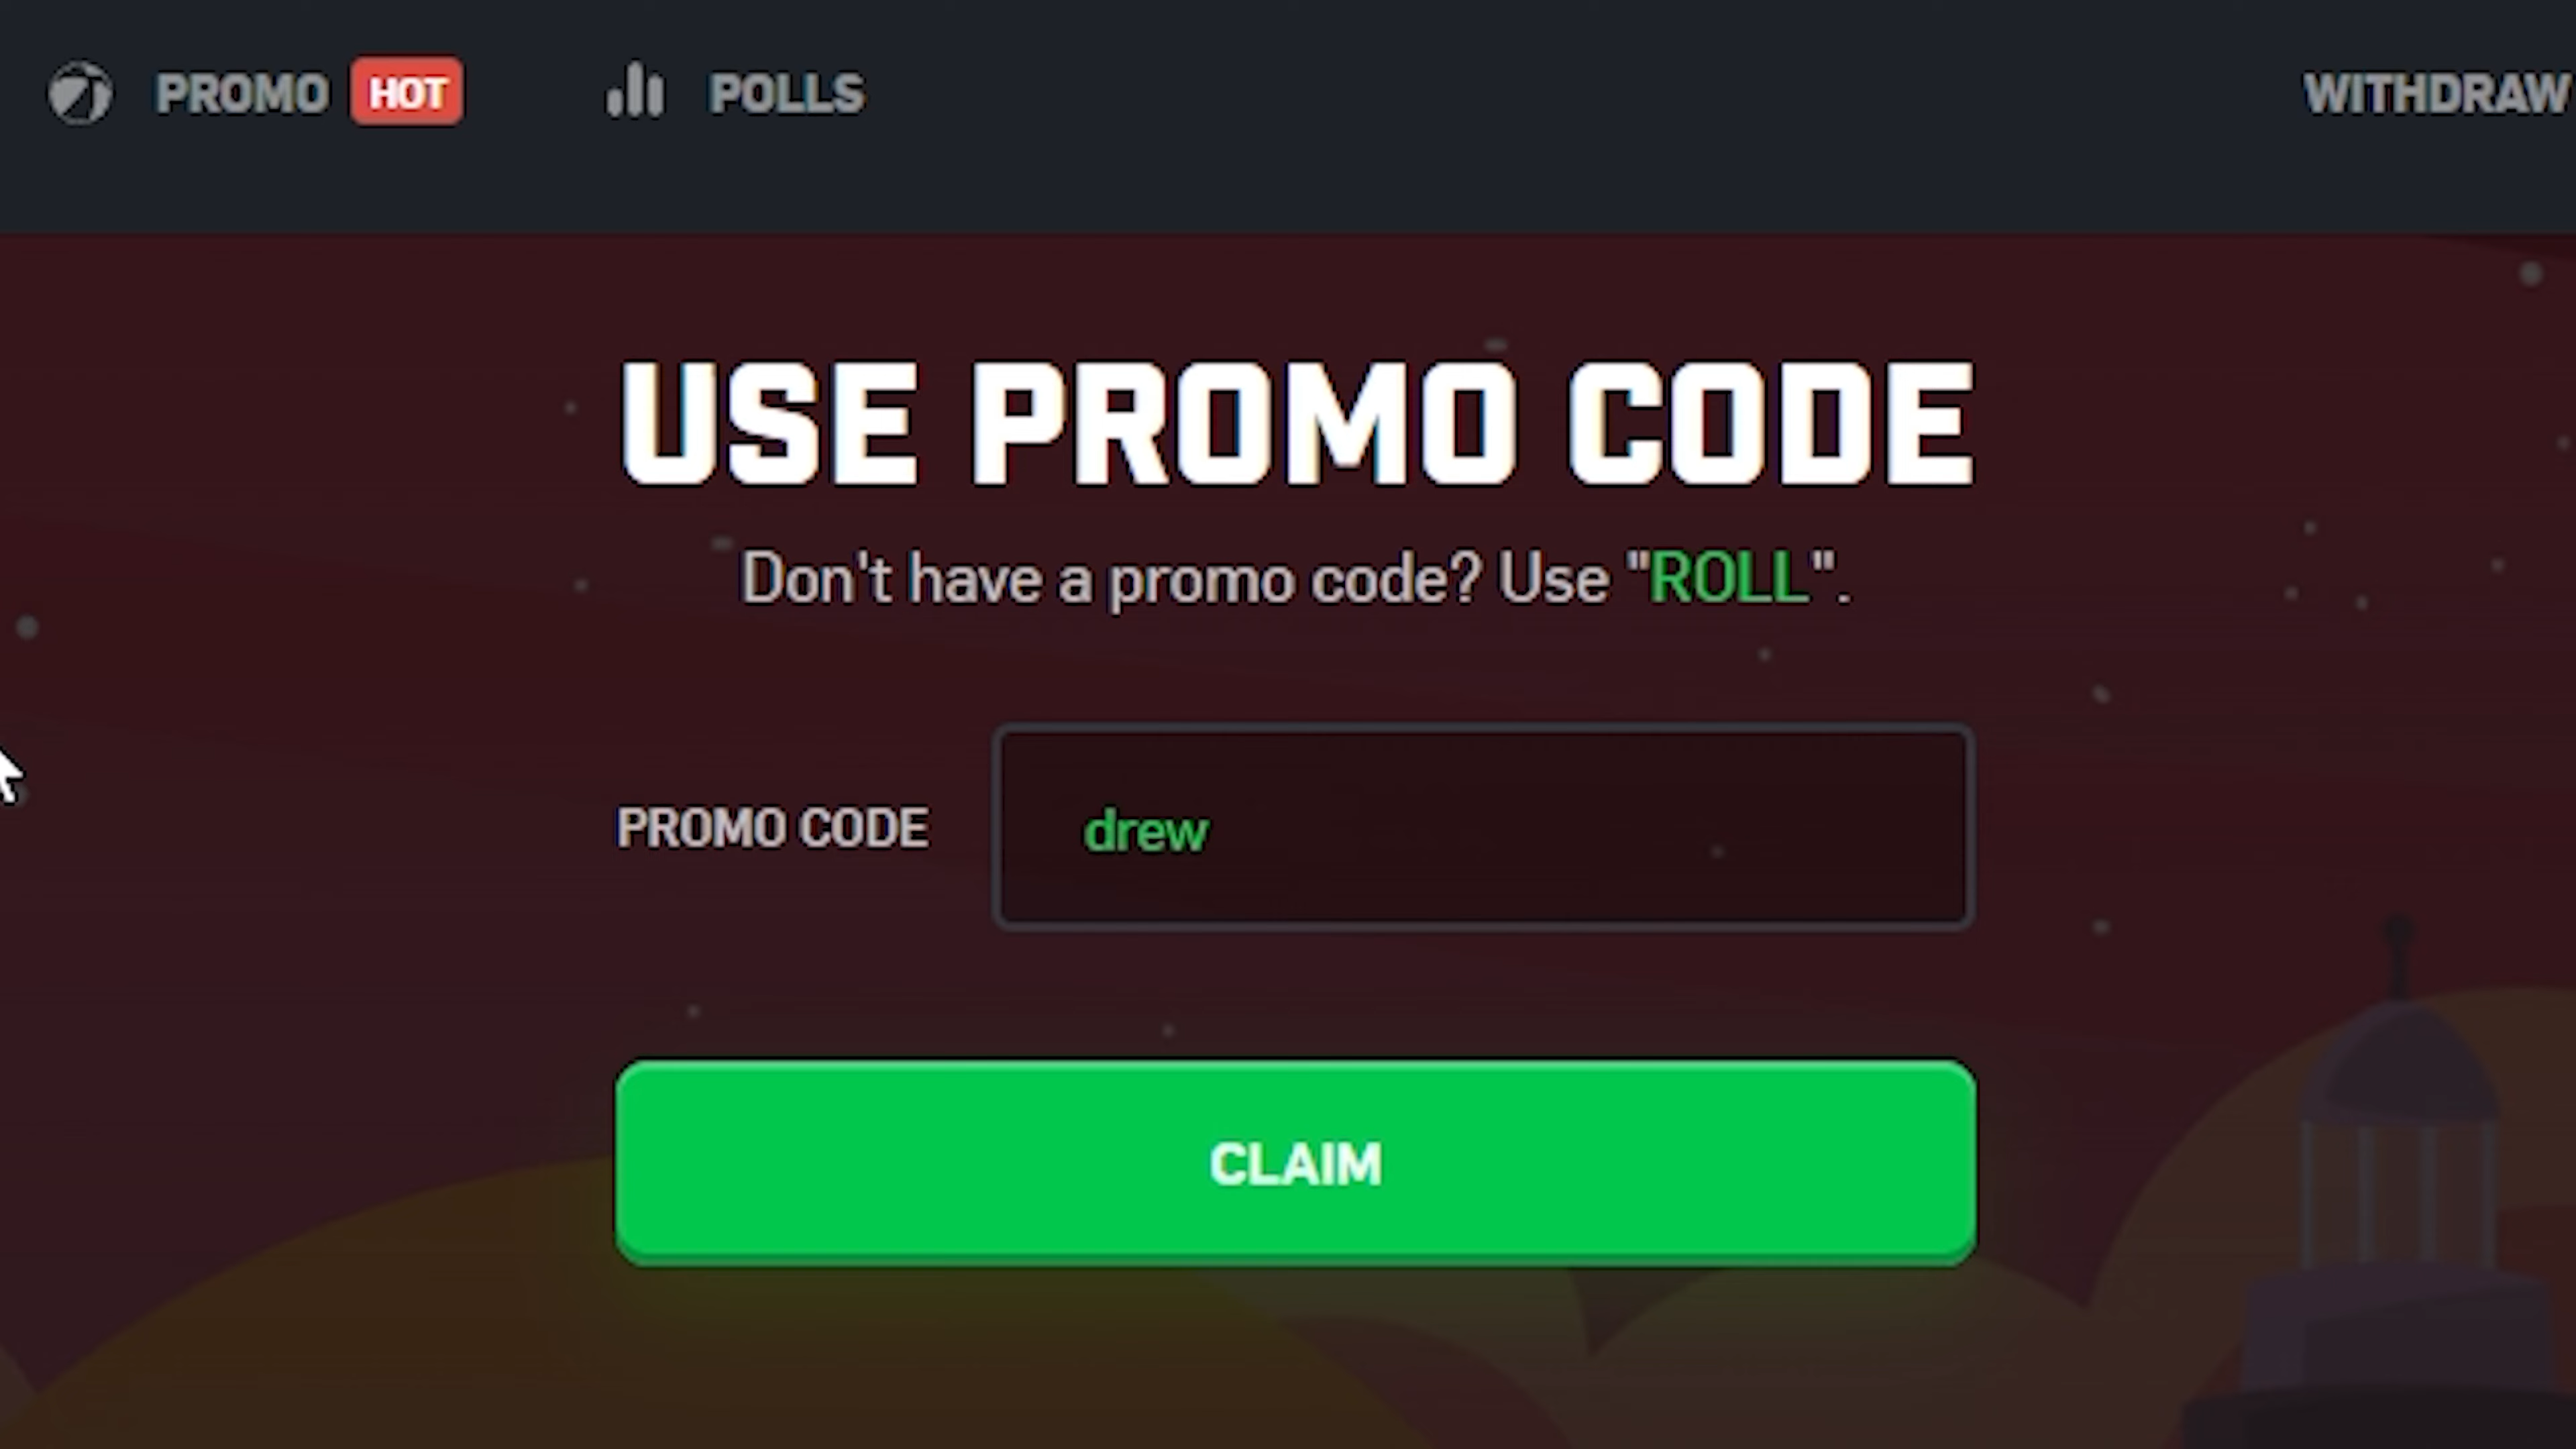 PROMO HOT POLLS WITHDRAW
USE PROMO CODE
Don't have a promo code? Use "ROLL".
PROMO CODE drew
CLAIM